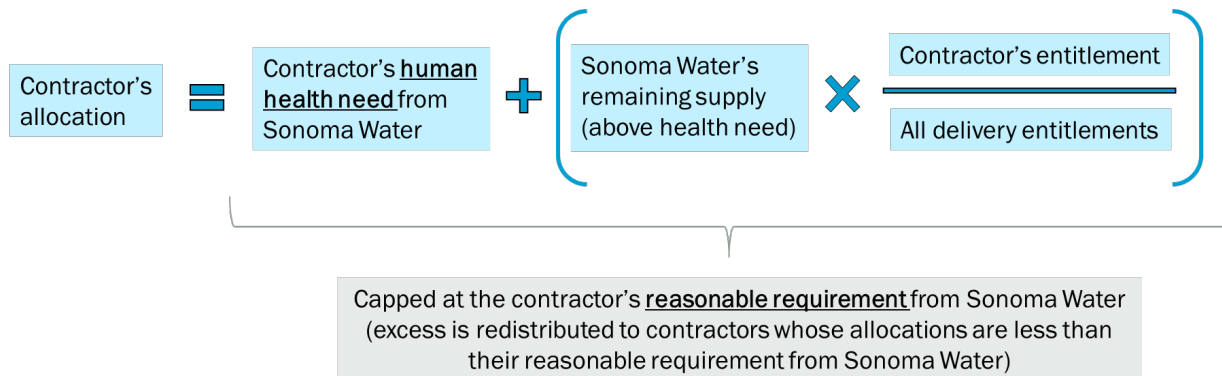 Contractor's
allocation
=
Contractor's human
health need from
Sonoma Water
+
(
Sonoma Water's
remaining supply
(above health need)
×
Contractor's entitlement
All delivery entitlements
)
Capped at the contractor's reasonable requirement from Sonoma Water
(excess is redistributed to contractors whose allocations are less than
their reasonable requirement from Sonoma Water)